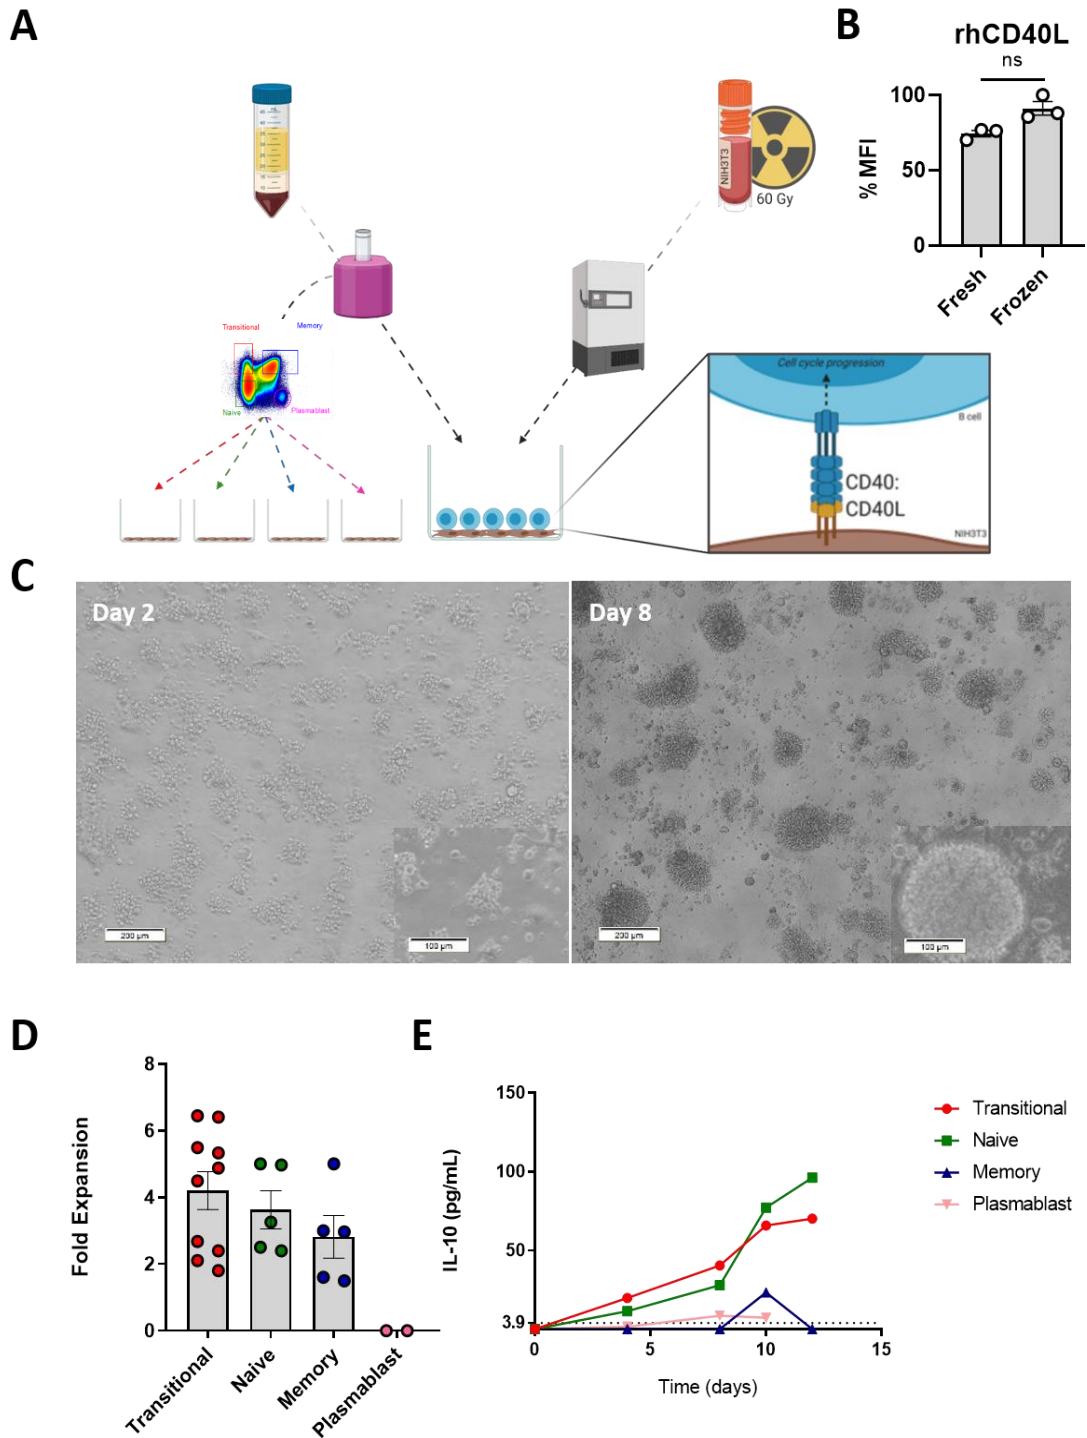 A
B
rhCD40L
ns
100
50
0
% MFI
Fresh
Frozen
NIH3T3
60 Gy
Transitional
Memory
Naive
Plasmablast
Cell cycle progression
B cell
CD40:
CD40L
NIH3T3
C
Day 2
Day 8
200 µm
100 µm
200 µm
100 µm
D
8
6
4
2
0
Fold Expansion
Transitional
Naive
Memory
Plasmablast
E
150
100
50
3.9
IL-10 (pg/mL)
0
5
10
15
Time (days)
Transitional
Naive
Memory
Plasmablast